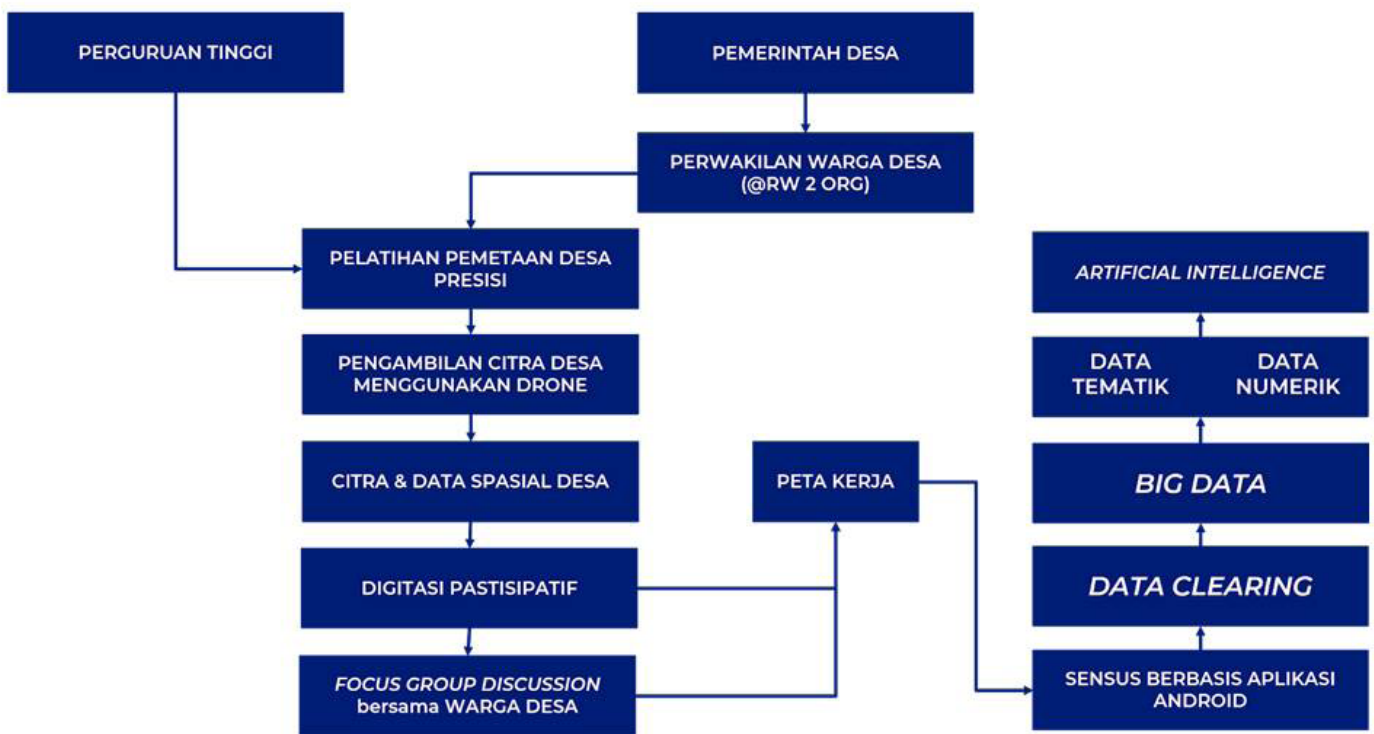 PERGURUAN TINGGI
PEMERINTAH DESA
PERWAKILAN WARGA DESA
(@RW 2 ORG)
PELATIHAN PEMETAAN DESA
PRESISI
PENGAMBILAN CITRA DESA
MENGGUNAKAN DRONE
CITRA & DATA SPASIAL DESA
DIGITASI PASTISIPATIF
FOCUS GROUP DISCUSSION
bersama WARGA DESA
PETA KERJA
ARTIFICIAL INTELLIGENCE
DATA
TEMATIK
DATA
NUMERIK
BIG DATA
DATA CLEARING
SENSUS BERBASIS APLIKASI
ANDROID